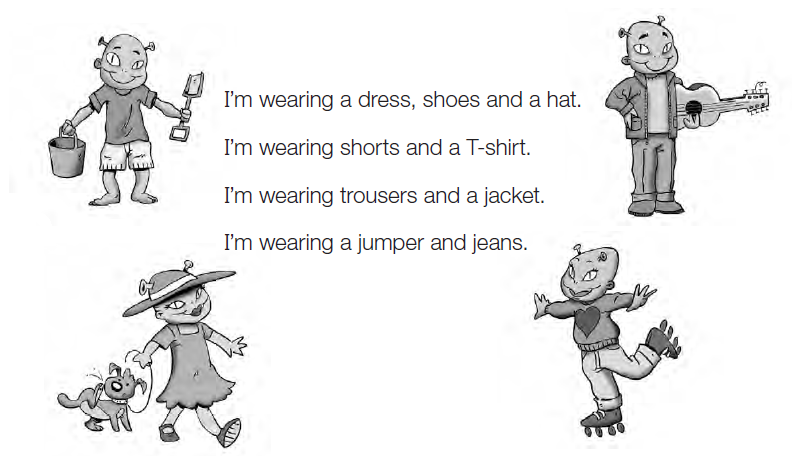 I'm wearing a dress, shoes and a hat.
I'm wearing shorts and a T-shirt.
I'm wearing trousers and a jacket.
I'm wearing a jumper and jeans.